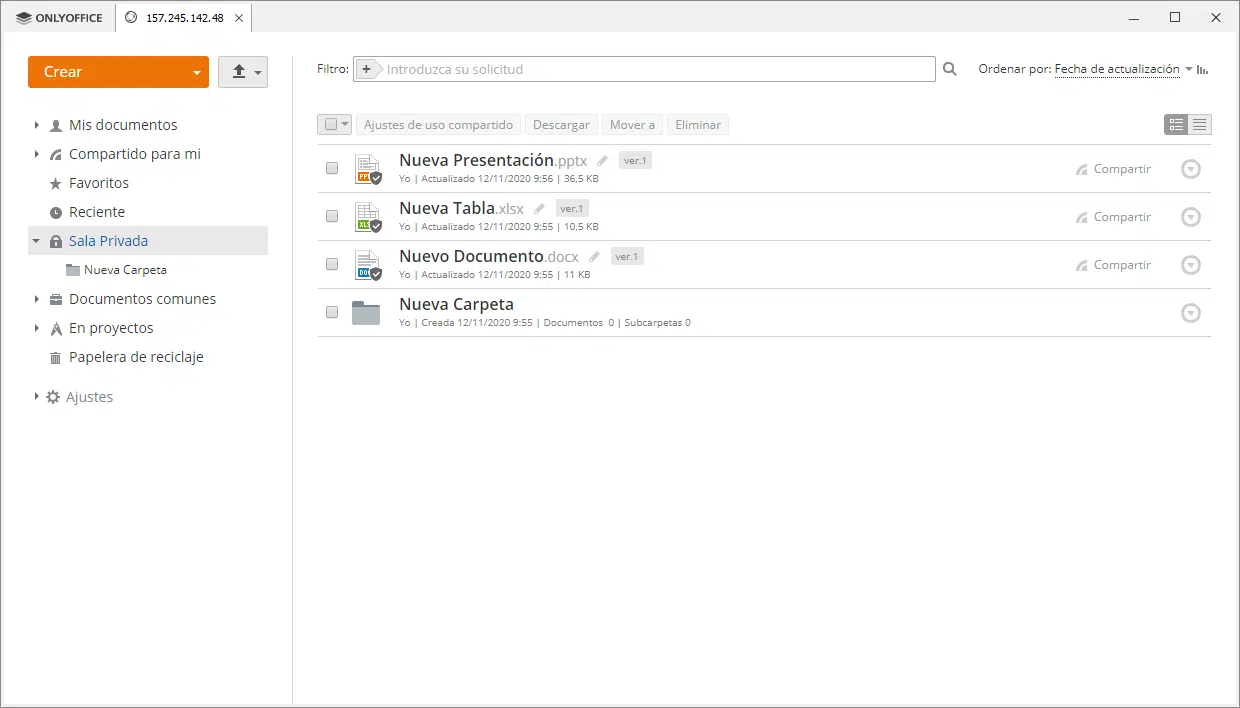 ONLYOFFICE
157.245.142.48
Crear
Mis documentos
Compartido para mi
Favoritos
Reciente
Sala Privada
Nueva Carpeta
Documentos comunes
En proyectos
Papelera de reciclaje
Ajustes
Filtro: + Introduzca su solicitud
Ordenar por: Fecha de actualización
Ajustes de uso compartido Descargar Mover a Eliminar
Nueva Presentación.pptx ver.1
Yo | Actualizado 12/11/2020 9:56 | 36,5 KB
Compartir
Nueva Tabla.xlsx ver.1
Yo | Actualizado 12/11/2020 9:55 | 10,5 KB
Compartir
Nuevo Documento.docx ver.1
Yo | Actualizado 12/11/2020 9:55 | 11 KB
Compartir
Nueva Carpeta
Yo | Creada 12/11/2020 9:55 | Documentos 0 | Subcarpetas 0